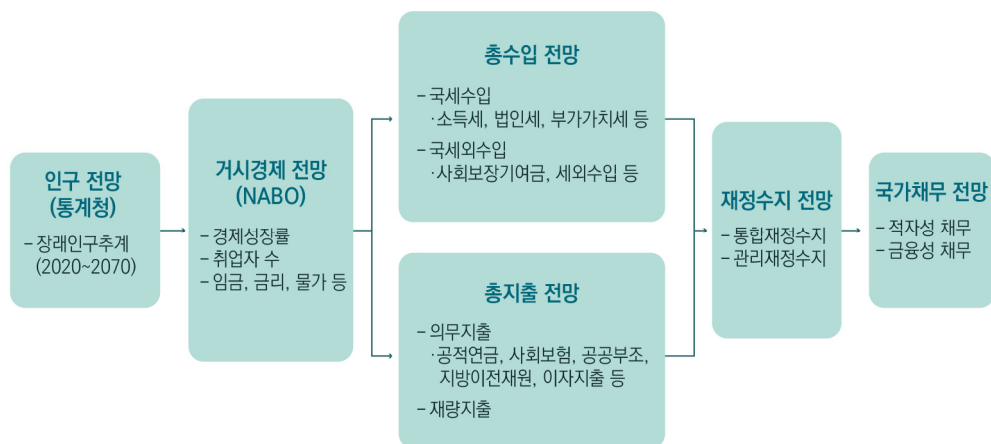 인구 전망
(통계청)
– 장래인구추계
(2020~2070)
거시경제 전망
(NABO)
– 경제성장률
– 취업자 수
– 임금, 금리, 물가 등
총수입 전망
– 국세수입
·소득세, 법인세, 부가가치세 등
– 국세외수입
·사회보장기여금, 세외수입 등
총지출 전망
– 의무지출
·공적연금, 사회보험, 공공부조,
지방이전재원, 이자지출 등
– 재량지출
재정수지 전망
– 통합재정수지
– 관리재정수지
국가채무 전망
– 적자성 채무
– 금융성 채무